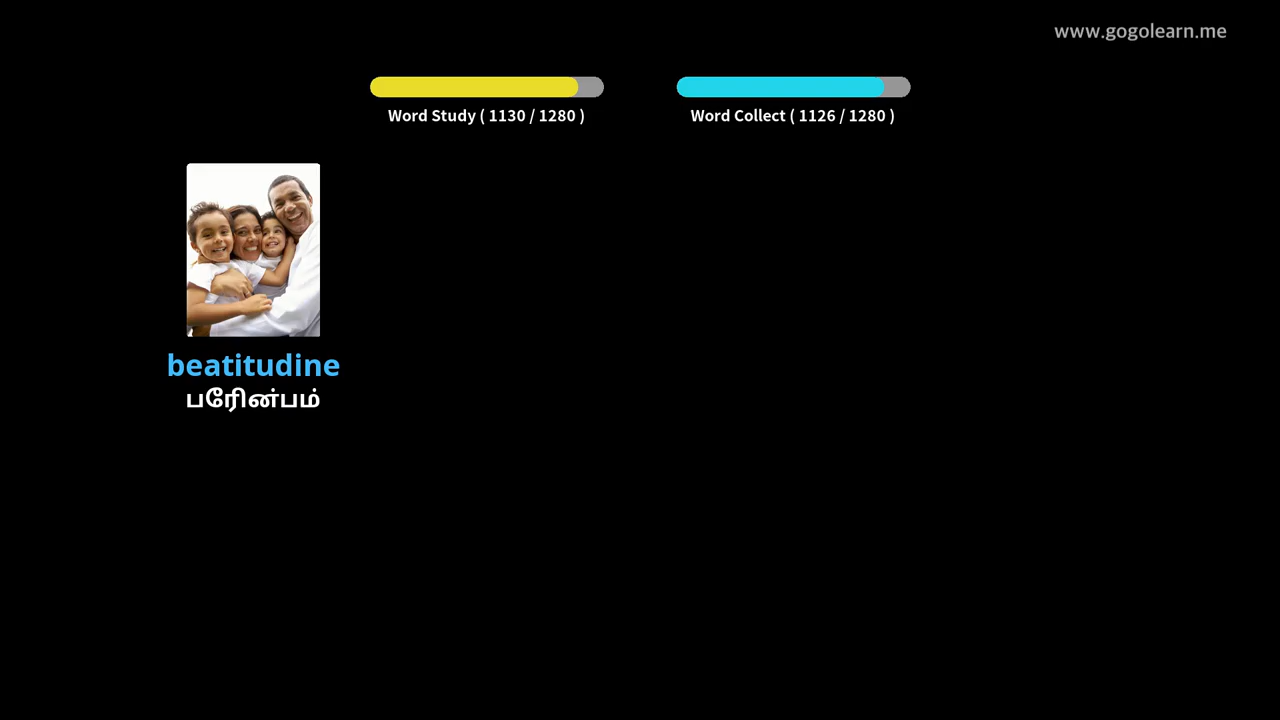 www.gogolearn.me
Word Study ( 1130 / 1280 )
Word Collect ( 1126 / 1280 )
beatitudine
பரேின்பம்